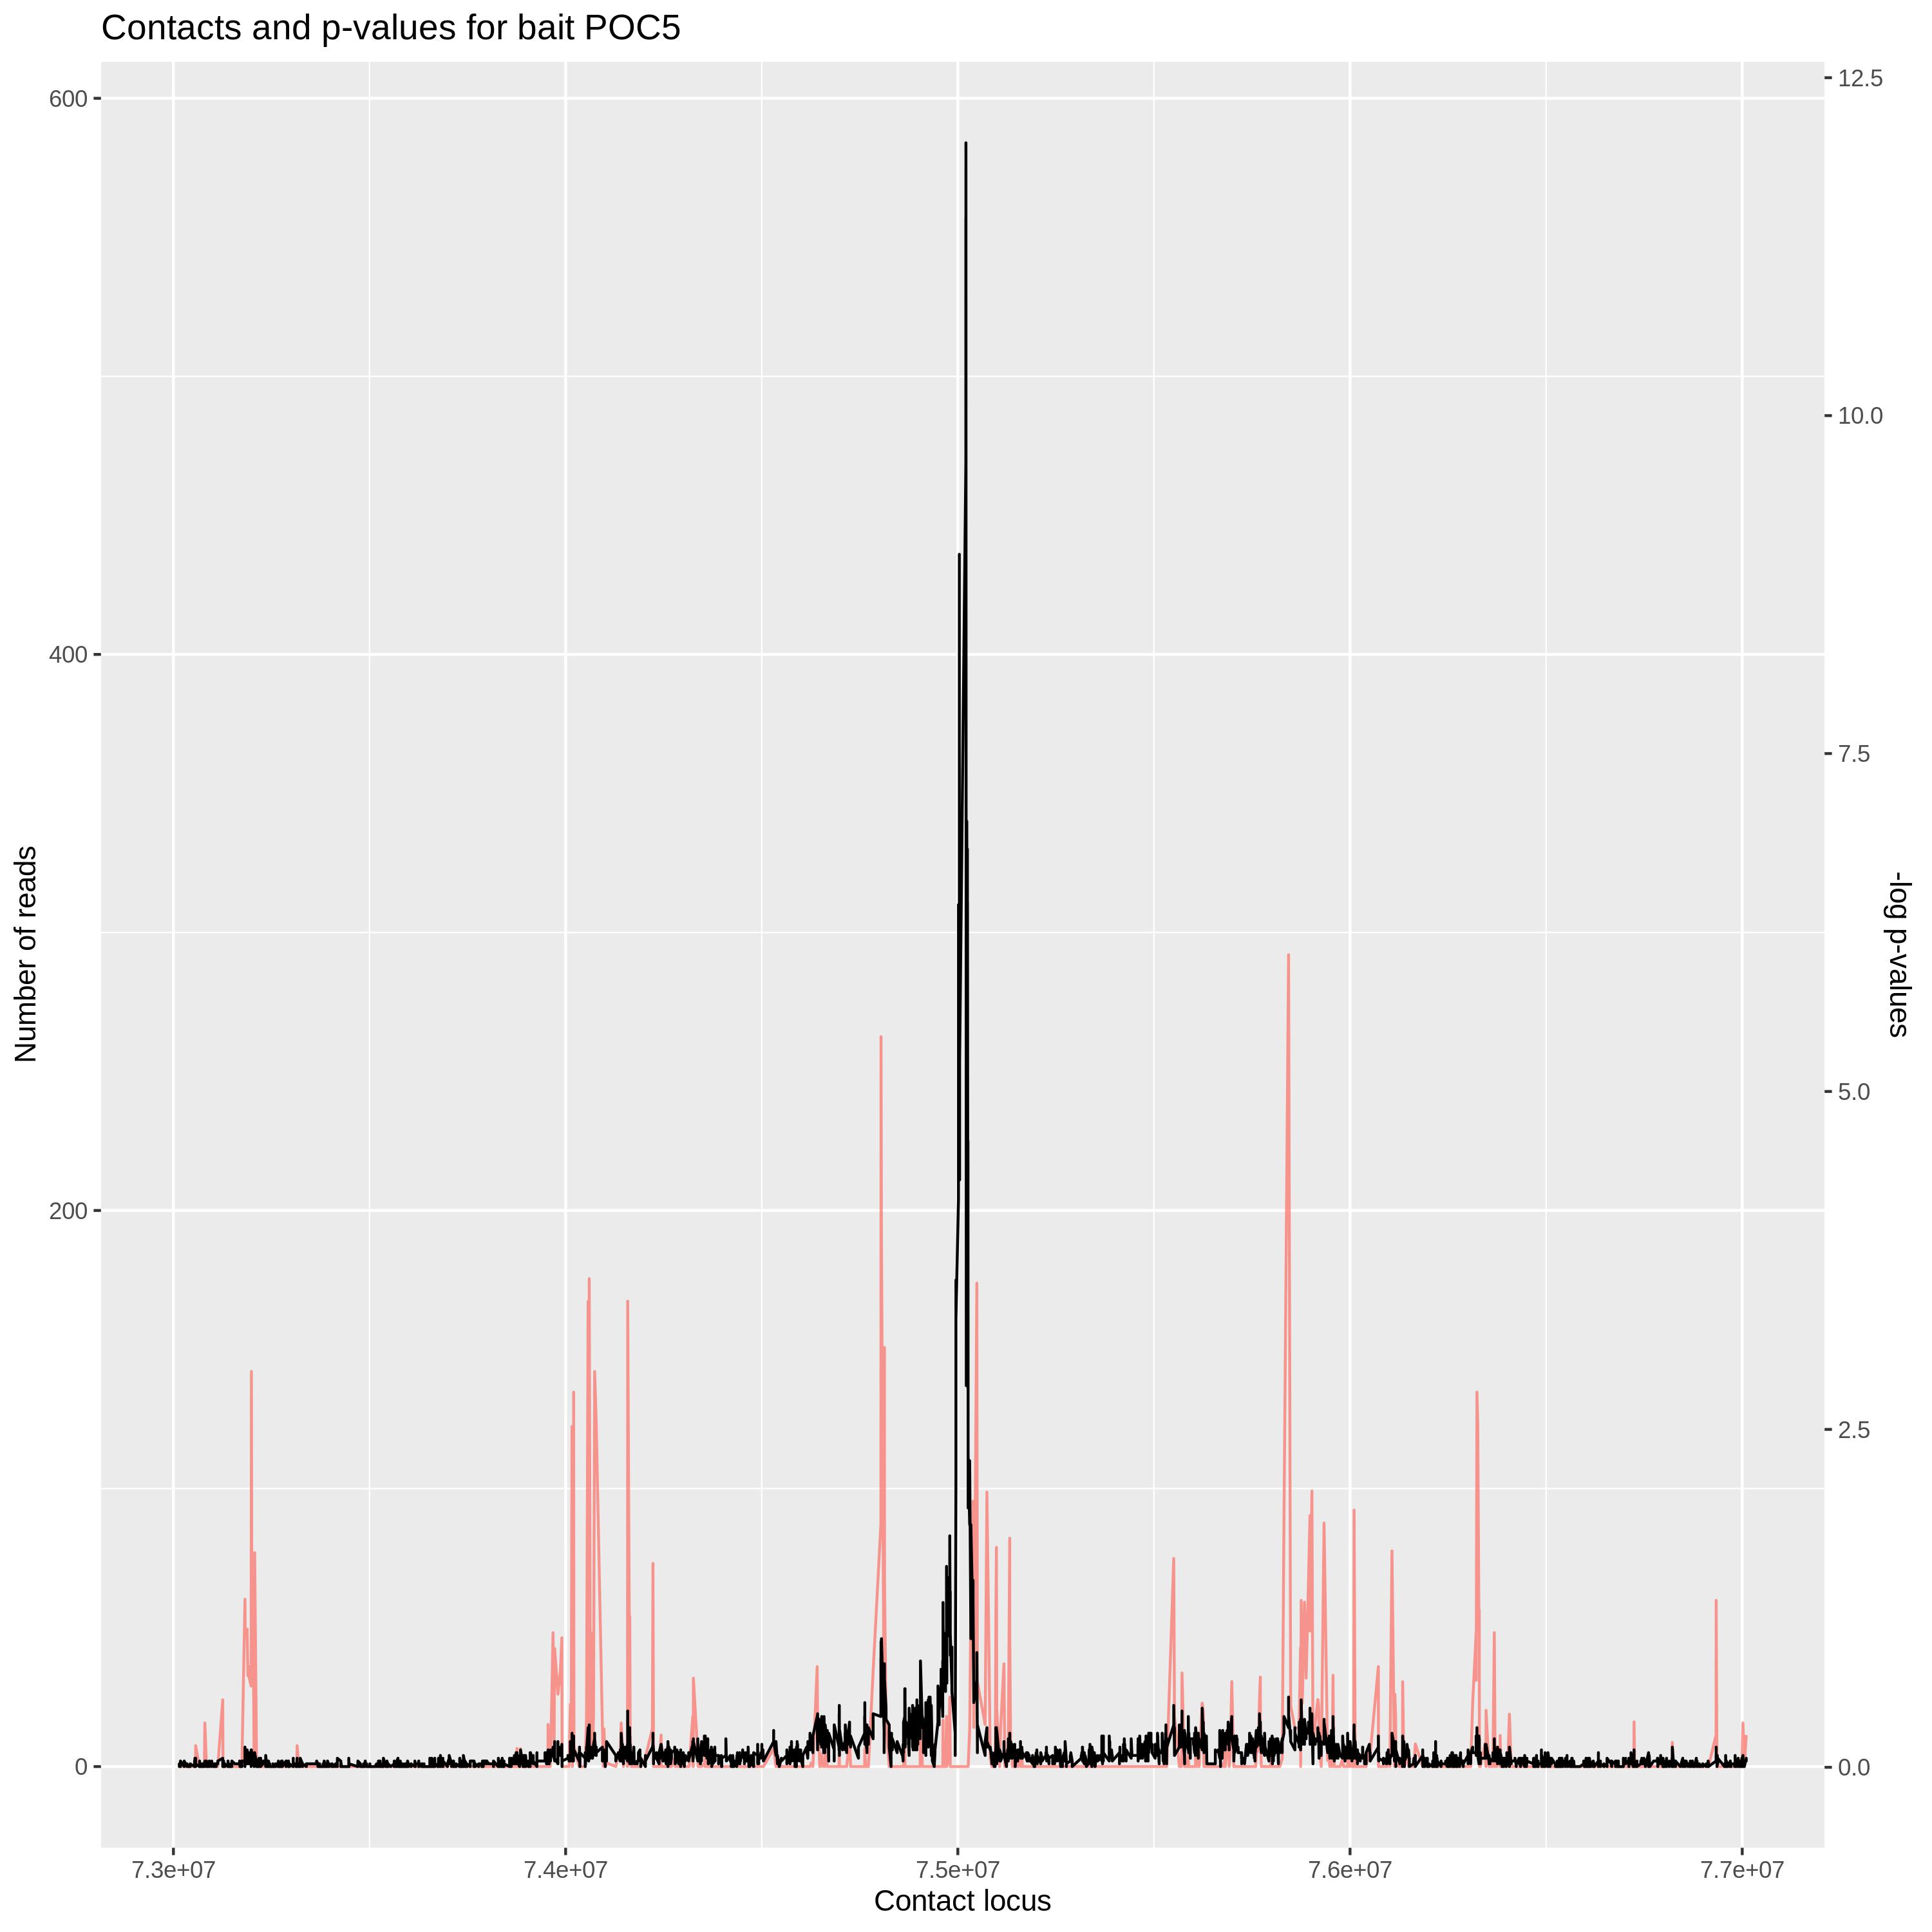 Contacts and p-values for bait POC5
600
400
200
0
Number of reads
12.5
10.0
7.5
5.0
2.5
0.0
-log p-values
7.3e+07
7.4e+07
7.5e+07
7.6e+07
7.7e+07
Contact locus